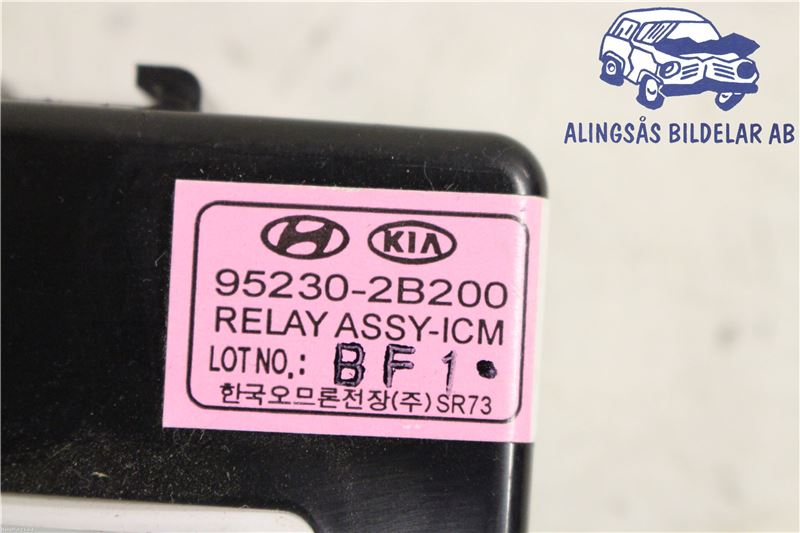 ALINGSÅS BILDELAR AB
KIA
95230-2B200
RELAY ASSY-ICM
LOT NO.: BF1
한국오므론전장(주)SR73